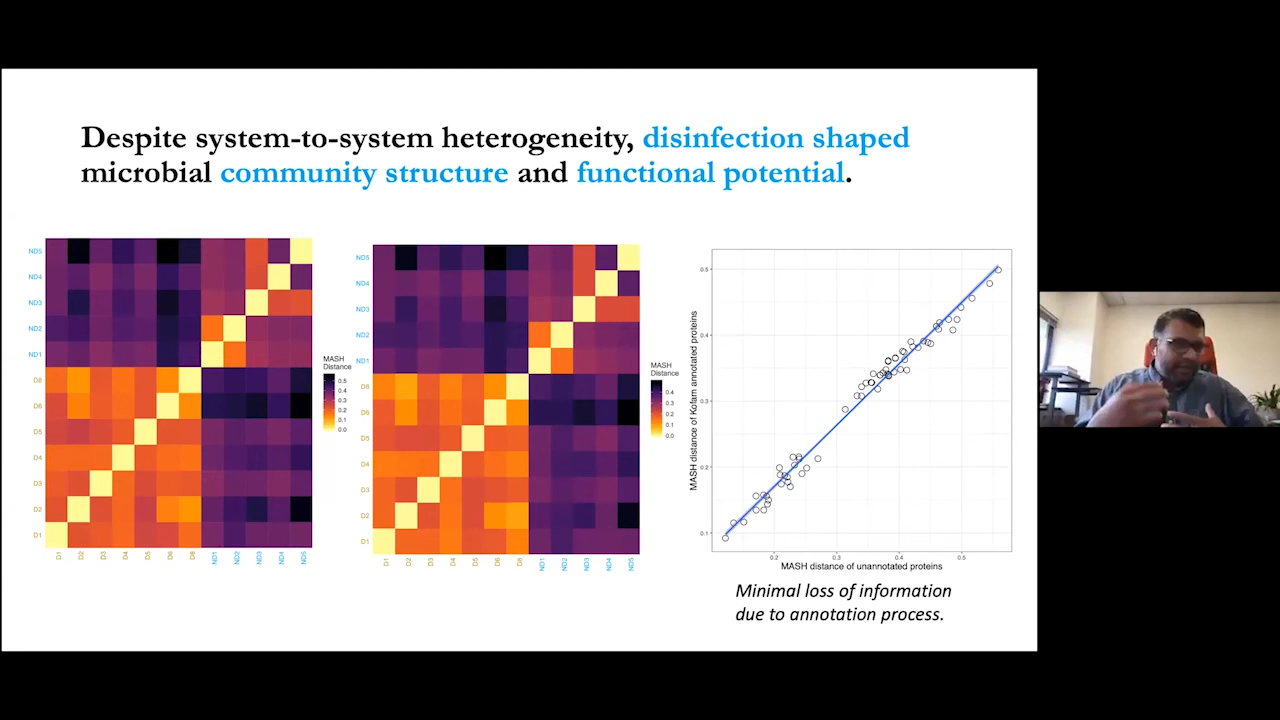 Despite system-to-system heterogeneity, disinfection shaped
microbial community structure and functional potential.
ND5
ND4
ND3
ND2
ND1
D8
D6
D5
D4
D3
D2
D1
D1
D2
D3
D4
D5
D6
D8
ND1
ND2
ND3
ND4
ND5
MASH
Distance
0.5
0.4
0.3
0.2
0.1
0.0
ND5
ND4
ND3
ND2
ND1
D8
D6
D5
D4
D3
D2
D1
D1
D2
D3
D4
D5
D6
D8
ND1
ND2
ND3
ND4
ND5
MASH
Distance
0.4
0.3
0.2
0.1
0.0
MASH distance of Kofam annotated proteins
0.5
0.4
0.3
0.2
0.1
0.2
0.3
0.4
0.5
MASH distance of unannotated proteins
Minimal loss of information
due to annotation process.